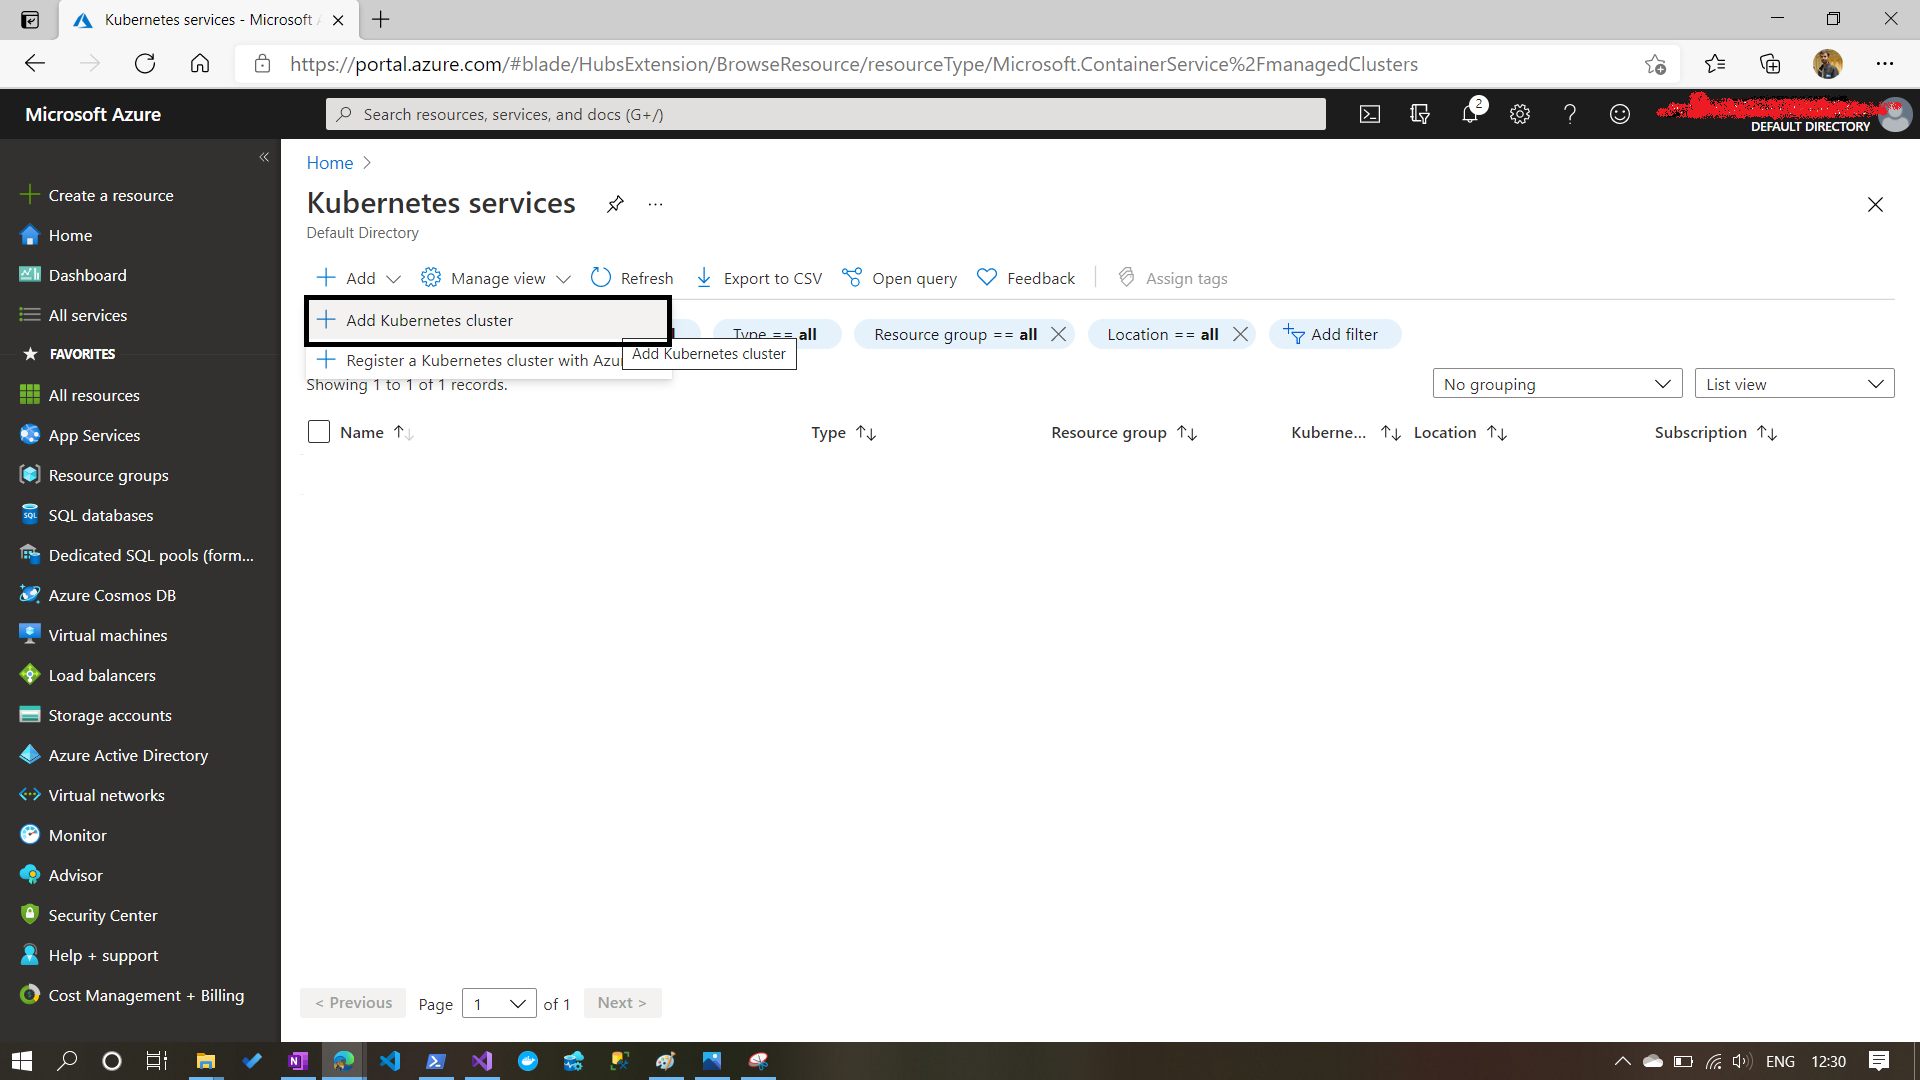 Kubernetes services - Microsoft A
https://portal.azure.com/#blade/HubsExtension/BrowseResource/resourceType/Microsoft.ContainerService%2FmanagedClusters
Microsoft Azure
Search resources, services, and docs (G+/)
2
DEFAULT DIRECTORY
Create a resource
Home
Dashboard
All services
FAVORITES
All resources
App Services
Resource groups
SQL databases
Dedicated SQL pools (form...
Azure Cosmos DB
Virtual machines
Load balancers
Storage accounts
Azure Active Directory
Virtual networks
Monitor
Advisor
Security Center
Help + support
Cost Management + Billing
Home >
Kubernetes services
Default Directory
Add Manage view Refresh Export to CSV Open query Feedback Assign tags
Add Kubernetes cluster
Type == all Resource group == all Location == all Add filter
Add Kubernetes cluster
Register a Kubernetes cluster with Azu
Showing 1 to 1 of 1 records.
No grouping List view
Name Type Resource group Kuberne... Location Subscription
< Previous Page 1 of 1 Next >
ENG 12:30